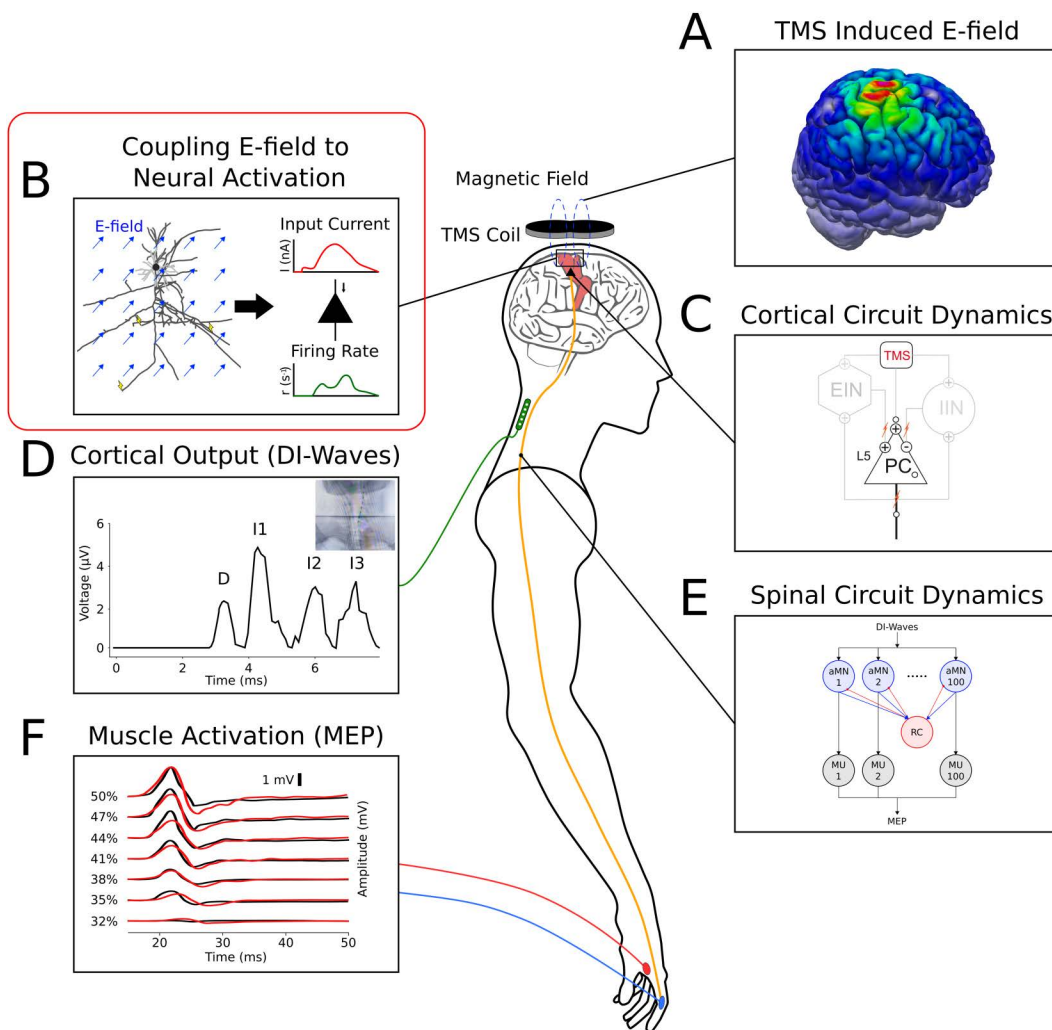 A
TMS Induced E-field
B
Coupling E-field to
Neural Activation
E-field
Input Current
I (nA)
Firing Rate
r (s⁻¹)
Magnetic Field
TMS Coil
C
Cortical Circuit Dynamics
TMS
EIN
IIN
+
+
+
+
+
+
-
L5
PC
D
Cortical Output (DI-Waves)
Voltage (µV)
6
4
2
0
D
I1
I2
I3
0
2
4
6
Time (ms)
E
Spinal Circuit Dynamics
DI-Waves
aMN
1
aMN
2
.....
aMN
100
RC
MU
1
MU
2
MU
100
MEP
F
Muscle Activation (MEP)
1 mV
50%
47%
44%
41%
38%
35%
32%
Amplitude (mV)
20
30
40
50
Time (ms)